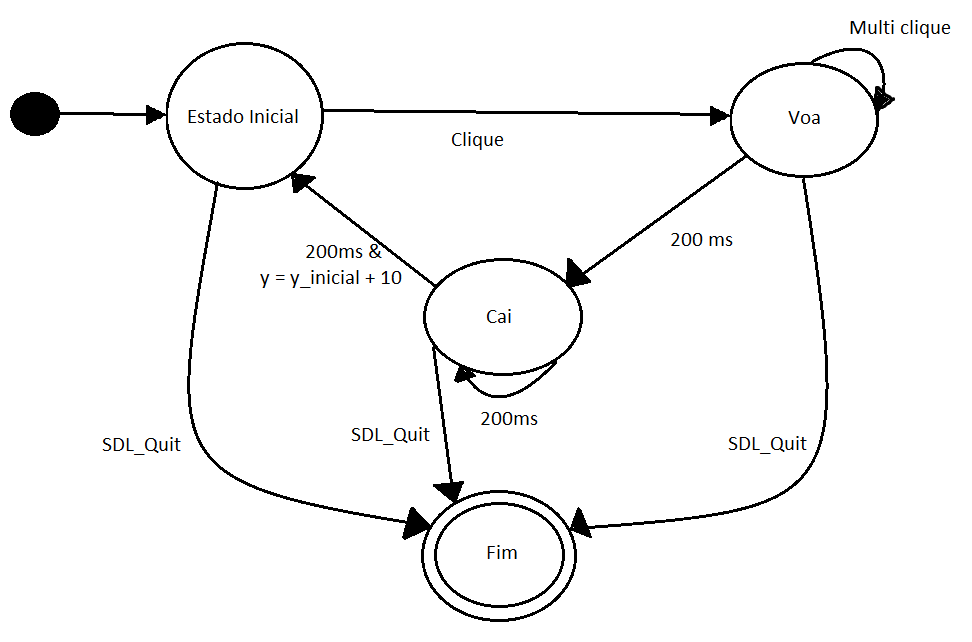 Multi clique
Estado Inicial
Voa
Clique
200 ms
200ms &
y = y_inicial + 10
Cai
200ms
SDL_Quit
SDL_Quit
SDL_Quit
Fim